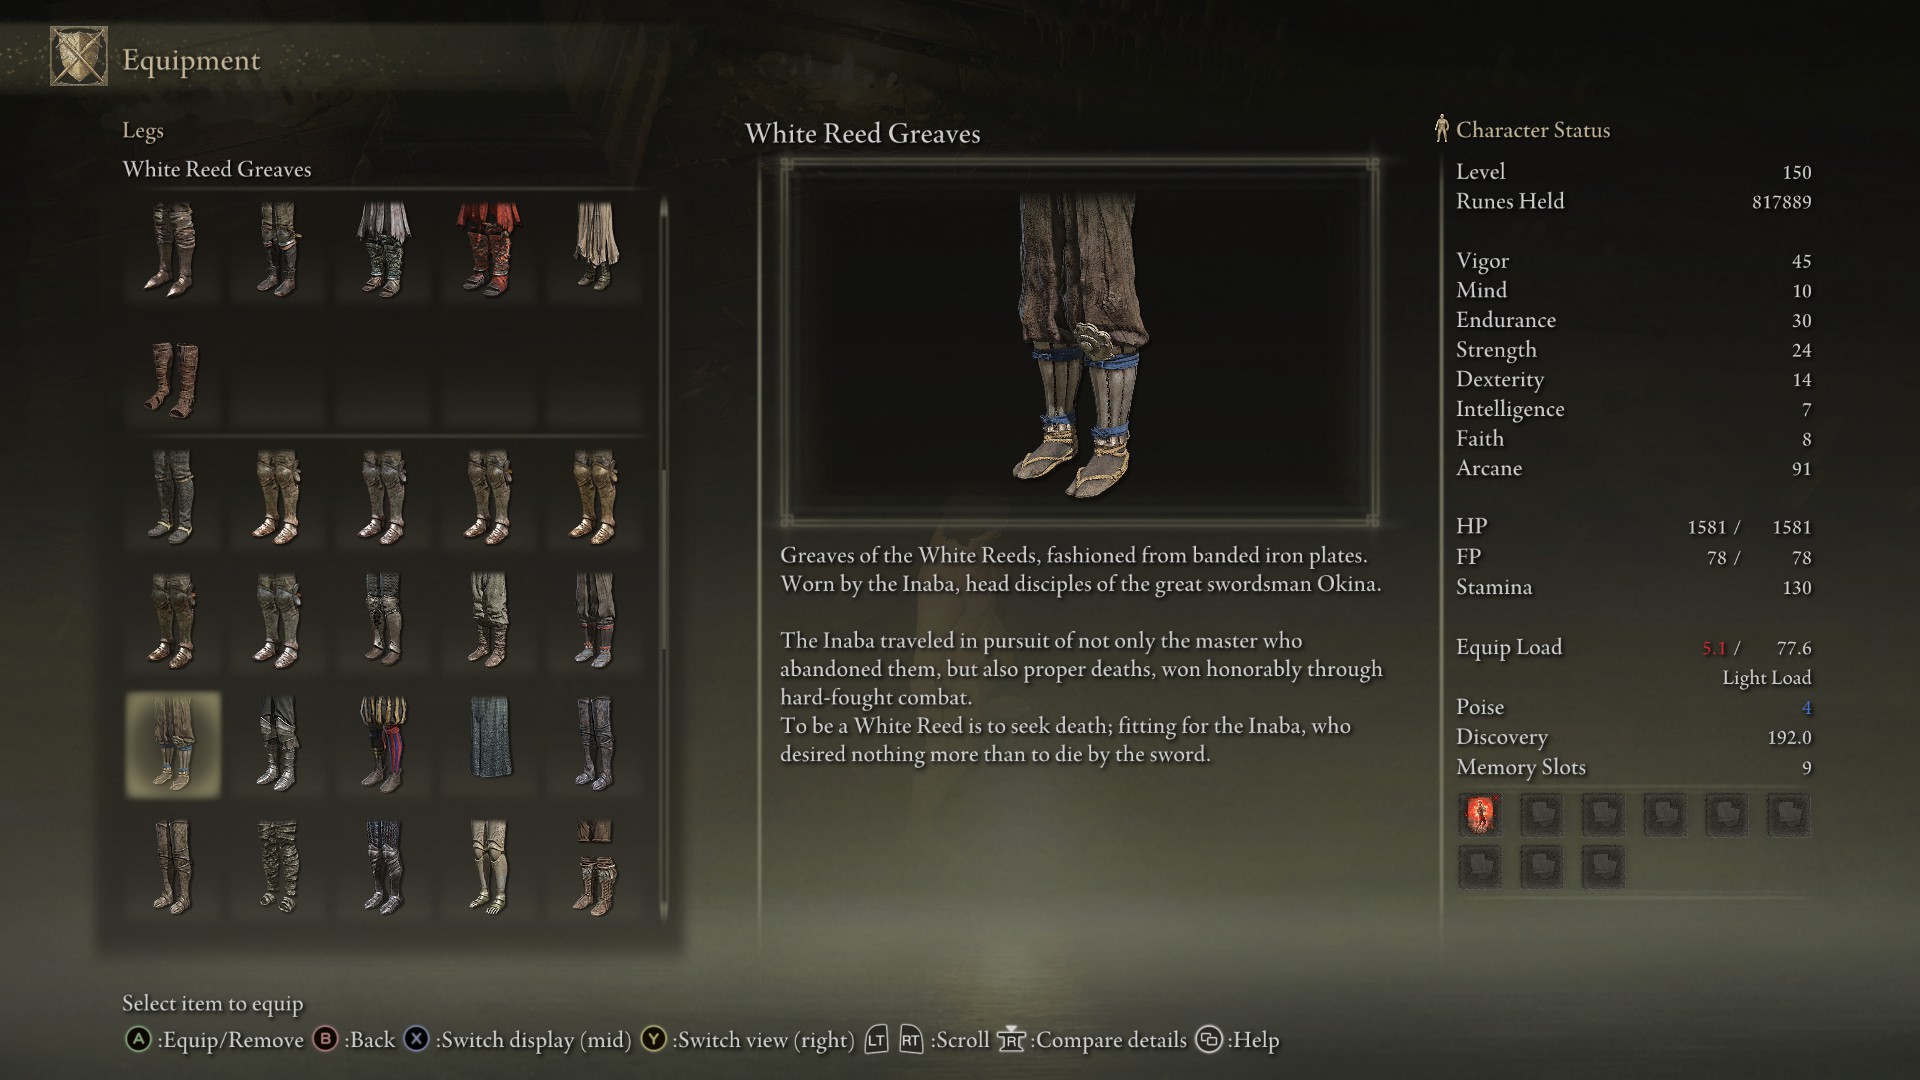 Equipment
Legs
White Reed Greaves
White Reed Greaves
Greaves of the White Reeds, fashioned from banded iron plates.
Worn by the Inaba, head disciples of the great swordsman Okina.
The Inaba traveled in pursuit of not only the master who
abandoned them, but also proper deaths, won honorably through
hard-fought combat.
To be a White Reed is to seek death; fitting for the Inaba, who
desired nothing more than to die by the sword.
Character Status
Level 150
Runes Held 817889
Vigor 45
Mind 10
Endurance 30
Strength 24
Dexterity 14
Intelligence 7
Faith 8
Arcane 91
HP 1581 / 1581
FP 78 / 78
Stamina 130
Equip Load 5.1 / 77.6
Light Load
Poise 4
Discovery 192.0
Memory Slots 9
Select item to equip
A :Equip/Remove B :Back X :Switch display (mid) Y :Switch view (right) LT RT :Scroll R :Compare details :Help